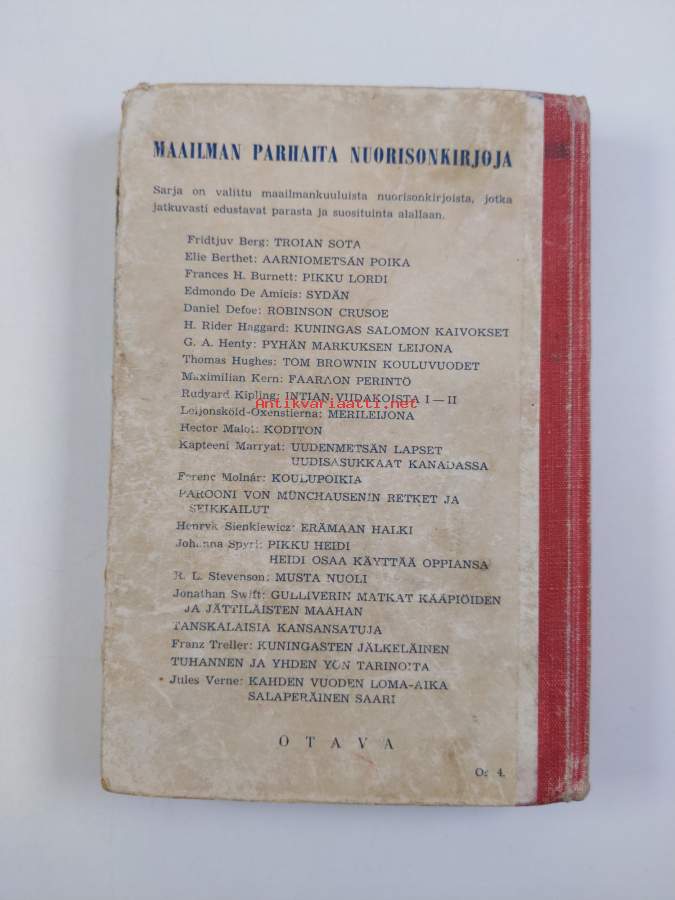 MAAILMAN PARHAITA NUORISONKIRJOJA
Sarja on valittu maailmankuuluista nuorisonkirjoista, jotka
jatkuvasti edustavat parasta ja suosituinta alallaan.
Fridtjuv Berg: TROIAN SOTA
Elie Berthet: AARNIOMETSÄN POIKA
Frances H. Burnett: PIKKU LORDI
Edmondo De Amicis: SYDÄN
Daniel Defoe: ROBINSON CRUSOE
H. Rider Haggard: KUNINGAS SALOMON KAIVOKSET
G. A. Henty: PYHÄN MARKUKSEN LEIJONA
Thomas Hughes: TOM BROWNIN KOULUVUODET
Maximilian Kern: FAARAON PERINTÖ
Rudyard Kipling: INTIAN VIIDAKOISTA I—II
Antikvariaatti.net
Leijonsköld-Oxenstierna: MERILEIJONA
Hector Malot: KODITON
Kapteeni Marryat: UUDENMETSÄN LAPSET
UUDISASUKKAAT KANADASSA
Ferenc Molnár: KOULUPOIKIA
PAROONI VON MÜNCHAUSENIN RETKET JA
SEIKKAILUT
Henryk Sienkiewicz: ERÄMAAN HALKI
Johanna Spyri: PIKKU HEIDI
HEIDI OSAA KÄYTTÄÄ OPPIANSA
R. L. Stevenson: MUSTA NUOLI
Jonathan Swift: GULLIVERIN MATKAT KÄÄPIÖIDEN
JA JÄTTILÄISTEN MAAHAN
TANSKALAISIA KANSANSATUJA
Franz Treller: KUNINGASTEN JÄLKELÄINEN
TUHANNEN JA YHDEN YÖN TARINOITA
Jules Verne: KAHDEN VUODEN LOMA-AIKA
SALAPERÄINEN SAARI
OTAVA
4.